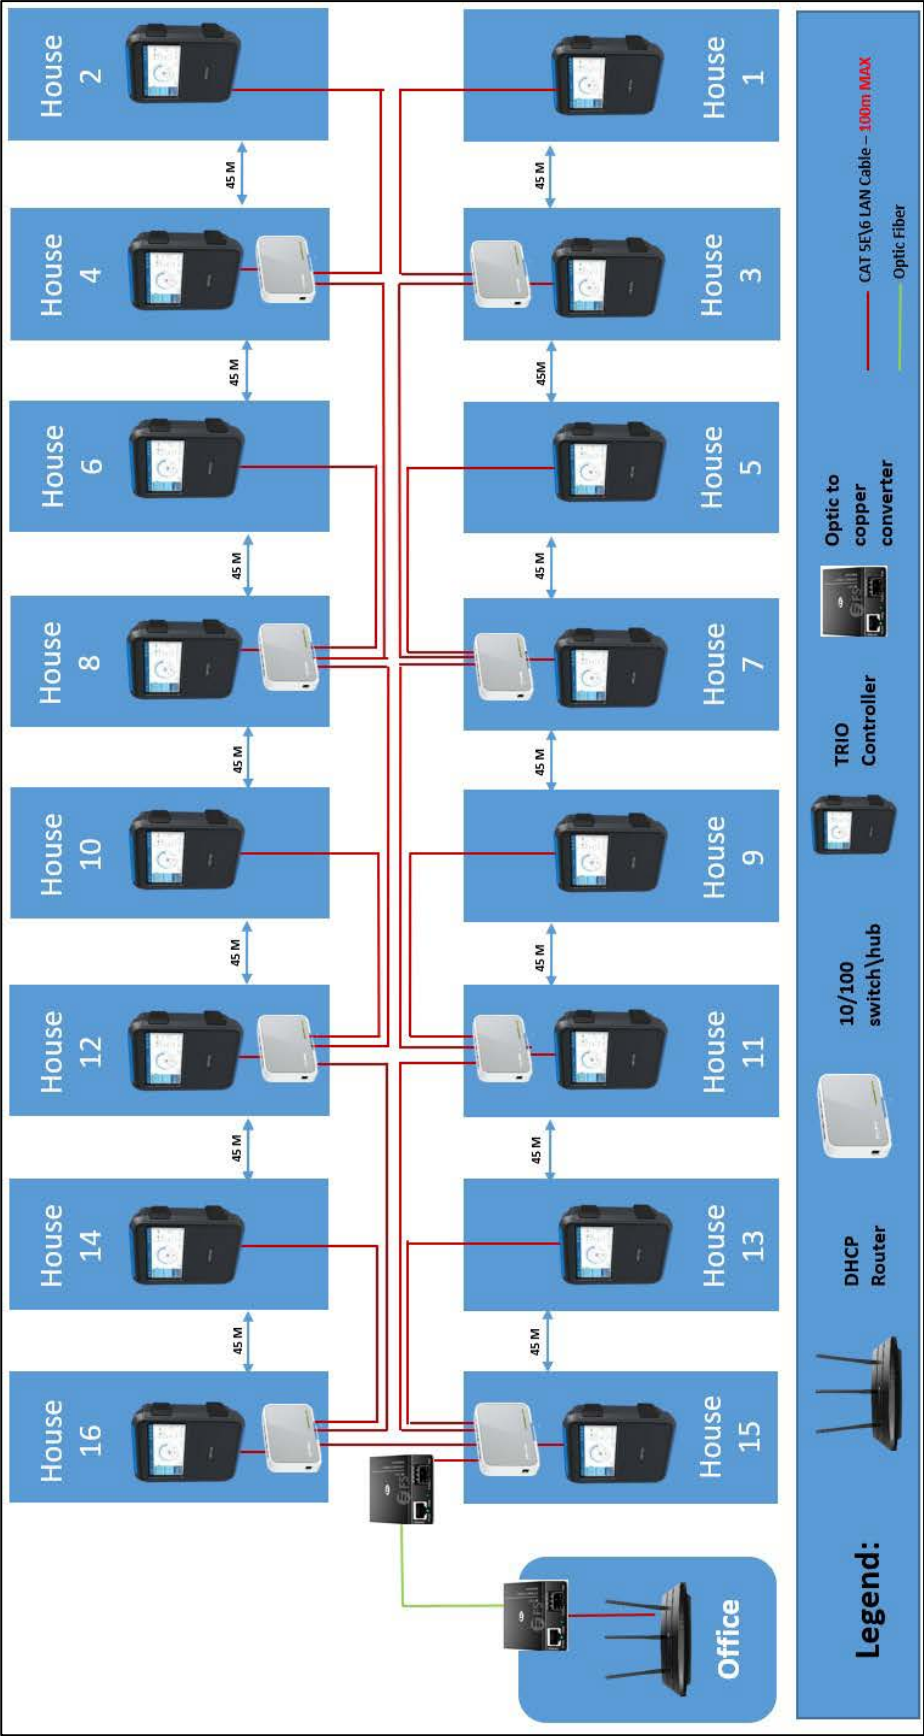 House
16
House
14
House
12
House
10
House
8
House
6
House
4
House
2
45 M
45 M
45 M
45 M
45 M
45 M
45 M
FS
FS
45 M
45 M
45 M
45 M
45 M
45M
45 M
Office
House
15
House
13
House
11
House
9
House
7
House
5
House
3
House
1
Legend:
DHCP
Router
10/100
switch\hub
TRIO
Controller
FS
Optic to
copper
converter
CAT 5E\6 LAN Cable – 100m MAX
Optic Fiber